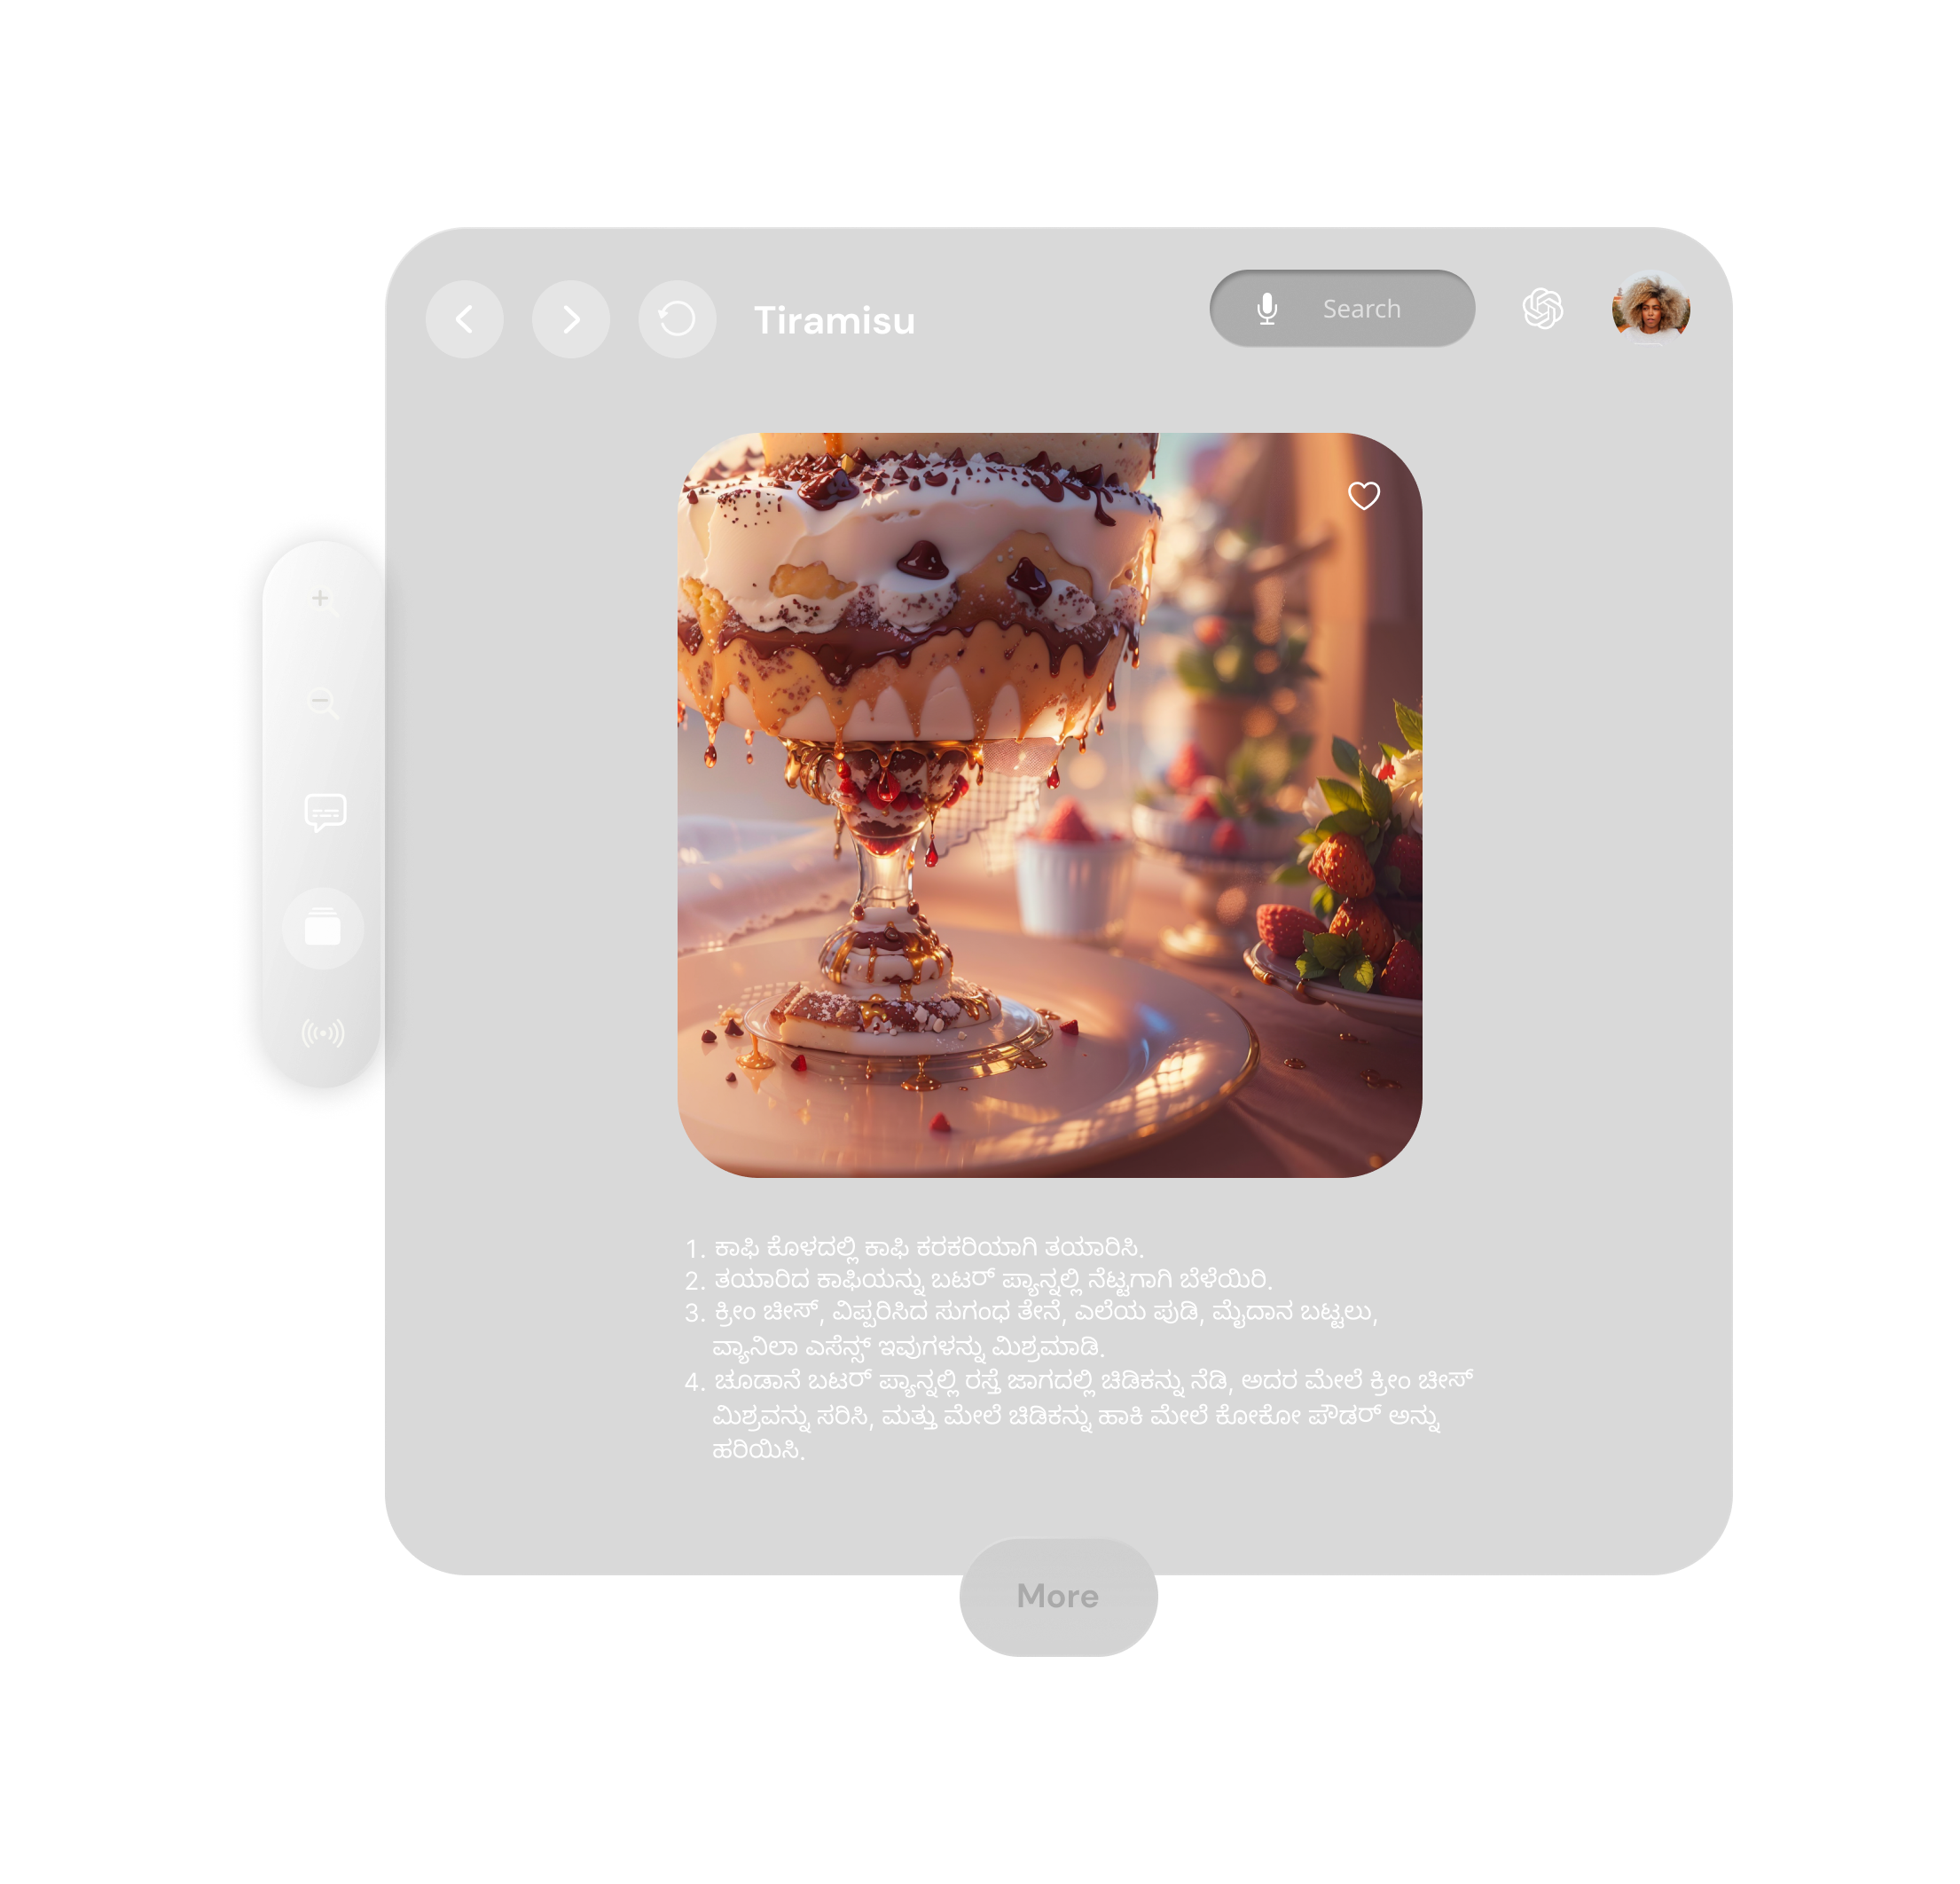 Tiramisu
Search
1. ಕಾಫಿ ಕೊಳದಲ್ಲಿ ಕಾಫಿ ಕರಕರಿಯಾಗಿ ತಯಾರಿಸಿ.
2. ತಯಾರಿದ ಕಾಫಿಯನ್ನು ಬಟರ್ ಪ್ಯಾನ್ನಲ್ಲಿ ನೆಟ್ಟಗಾಗಿ ಬೆಳೆಯಿರಿ.
3. ಕ್ರೀಂ ಚೀಸ್, ವಿಪ್ಪರಿಸಿದ ಸುಗಂಧ ತೇನೆ, ಎಲೆಯ ಪುಡಿ, ಮೈದಾನ ಬಟ್ಟಲು,
ವ್ಯಾನಿಲಾ ಎಸೆನ್ಸ್ ಇವುಗಳನ್ನು ಮಿಶ್ರಮಾಡಿ.
4. ಚೂಡಾನೆ ಬಟರ್ ಪ್ಯಾನ್ನಲ್ಲಿ ರಸ್ತೆ ಜಾಗದಲ್ಲಿ ಚಿಡಿಕನ್ನು ನೆಡಿ, ಅದರ ಮೇಲೆ ಕ್ರೀಂ ಚೀಸ್
ಮಿಶ್ರವನ್ನು ಸರಿಸಿ, ಮತ್ತು ಮೇಲೆ ಚಿಡಿಕನ್ನು ಹಾಕಿ ಮೇಲೆ ಕೋಕೋ ಪೌಡರ್ ಅನ್ನು
ಹರಿಯಿಸಿ.
More